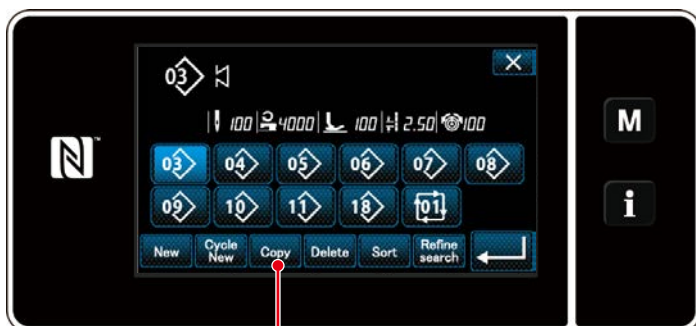 03
100 4000 100 2.50 100
03 04 05 06 07 08
09 10 11 18 01
New Cycle New Copy Delete Sort Refine search
M
i